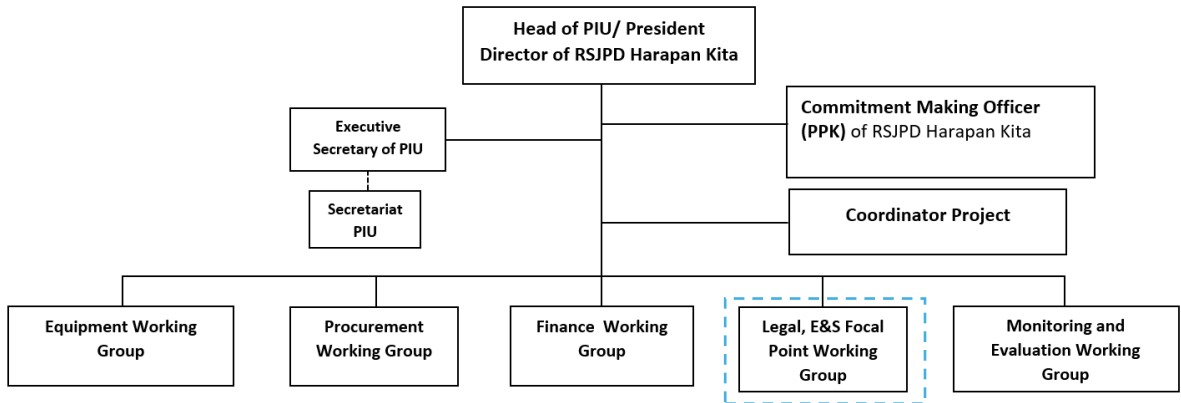 Head of PIU/ President
Director of RSJPD Harapan Kita
Commitment Making Officer
(PPK) of RSJPD Harapan Kita
Executive
Secretary of PIU
Secretariat
PIU
Coordinator Project
Equipment Working
Group
Procurement
Working Group
Finance Working
Group
Legal, E&S Focal
Point Working
Group
Monitoring and
Evaluation Working
Group